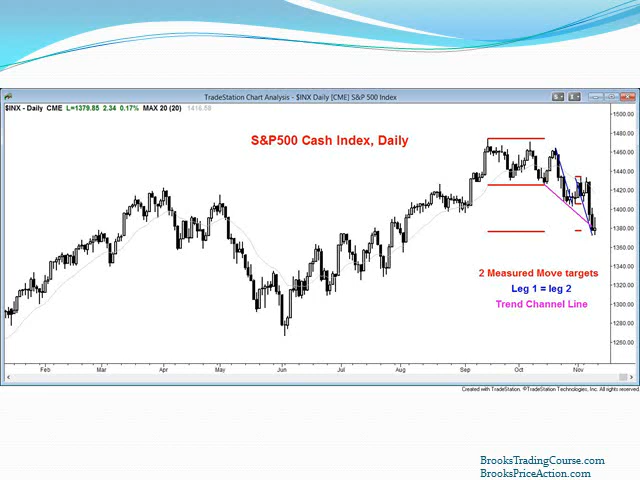 TradeStation Chart Analysis - $INX Daily [CME] S&P 500 Index
$INX - Daily CME L=1379.85 2.34 0.17% MAX 20 (20) 1416.59
S&P500 Cash Index, Daily
1500.00
1480.00
1460.00
1440.00
1420.00
1400.00
1380.00
1360.00
1340.00
1320.00
1300.00
1280.00
1260.00
2 Measured Move targets
Leg 1 = leg 2
Trend Channel Line
Feb Mar Apr May Jun Jul Aug Sep Oct Nov
Created with TradeStation. ©TradeStation Technologies, Inc. All rights reserved.
BrooksTradingCourse.com
BrooksPriceAction.com